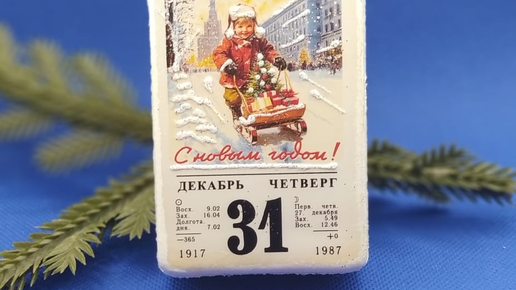 С новым годом!
ДЕКАБРЬ ЧЕТВЕРГ
Восх. 9.02
Зах. 16.04
Долгота
дня. 7.02
—365
1917
31
Перв. четв.
27. декабря
Зах. 5.49
Восх. 12.46
+0
1987